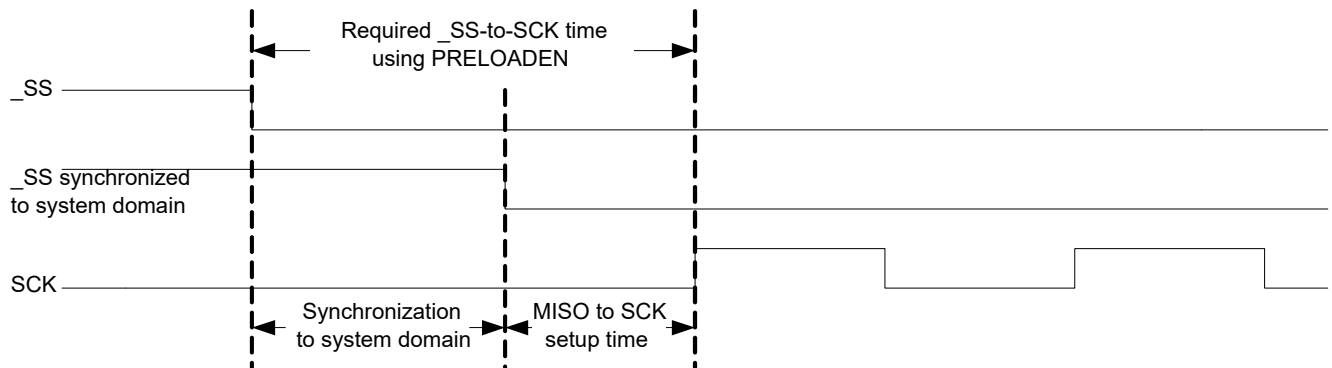 Required _SS-to-SCK time
using PRELOADEN
_SS
_SS synchronized
to system domain
SCK
Synchronization
to system domain
MISO to SCK
setup time